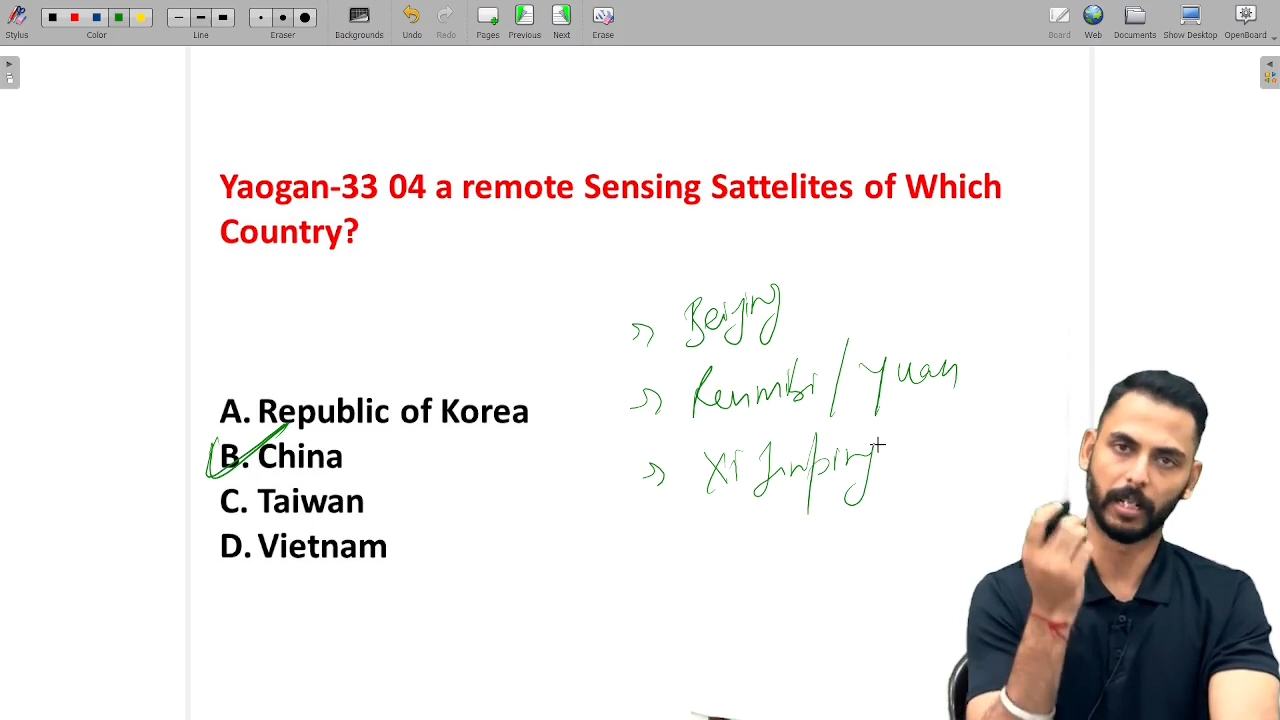 Stylus
Color
Line
Eraser
Backgrounds
Undo
Redo
Pages
Previous
Next
Erase
Board
Web
Documents
Show Desktop
OpenBoard
Yaogan-33 04 a remote Sensing Sattelites of Which
Country?
Beijing
Renmibi / Yuan
Xi Jinping
A. Republic of Korea
B. China
C. Taiwan
D. Vietnam